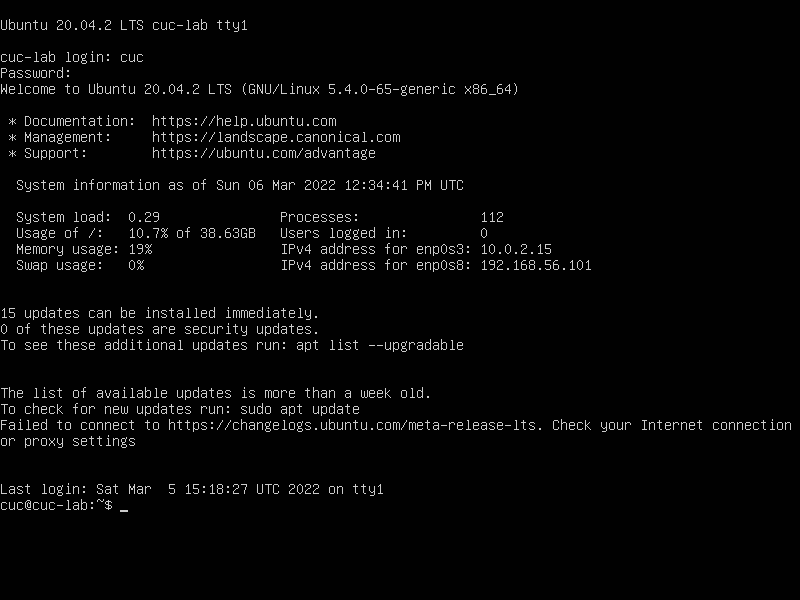 Ubuntu 20.04.2 LTS cuc-lab tty1
cuc-lab login: cuc
Password:
Welcome to Ubuntu 20.04.2 LTS (GNU/Linux 5.4.0-65-generic x86_64)
* Documentation:  https://help.ubuntu.com
* Management:     https://landscape.canonical.com
* Support:        https://ubuntu.com/advantage
System information as of Sun 06 Mar 2022 12:34:41 PM UTC
System load:  0.29               Processes:               112
Usage of /:   10.7% of 38.63GB   Users logged in:         0
Memory usage: 19%                IPv4 address for enp0s3: 10.0.2.15
Swap usage:   0%                 IPv4 address for enp0s8: 192.168.56.101
15 updates can be installed immediately.
0 of these updates are security updates.
To see these additional updates run: apt list --upgradable
The list of available updates is more than a week old.
To check for new updates run: sudo apt update
Failed to connect to https://changelogs.ubuntu.com/meta-release-lts. Check your Internet connection
or proxy settings
Last login: Sat Mar  5 15:18:27 UTC 2022 on tty1
cuc@cuc-lab:~$ _